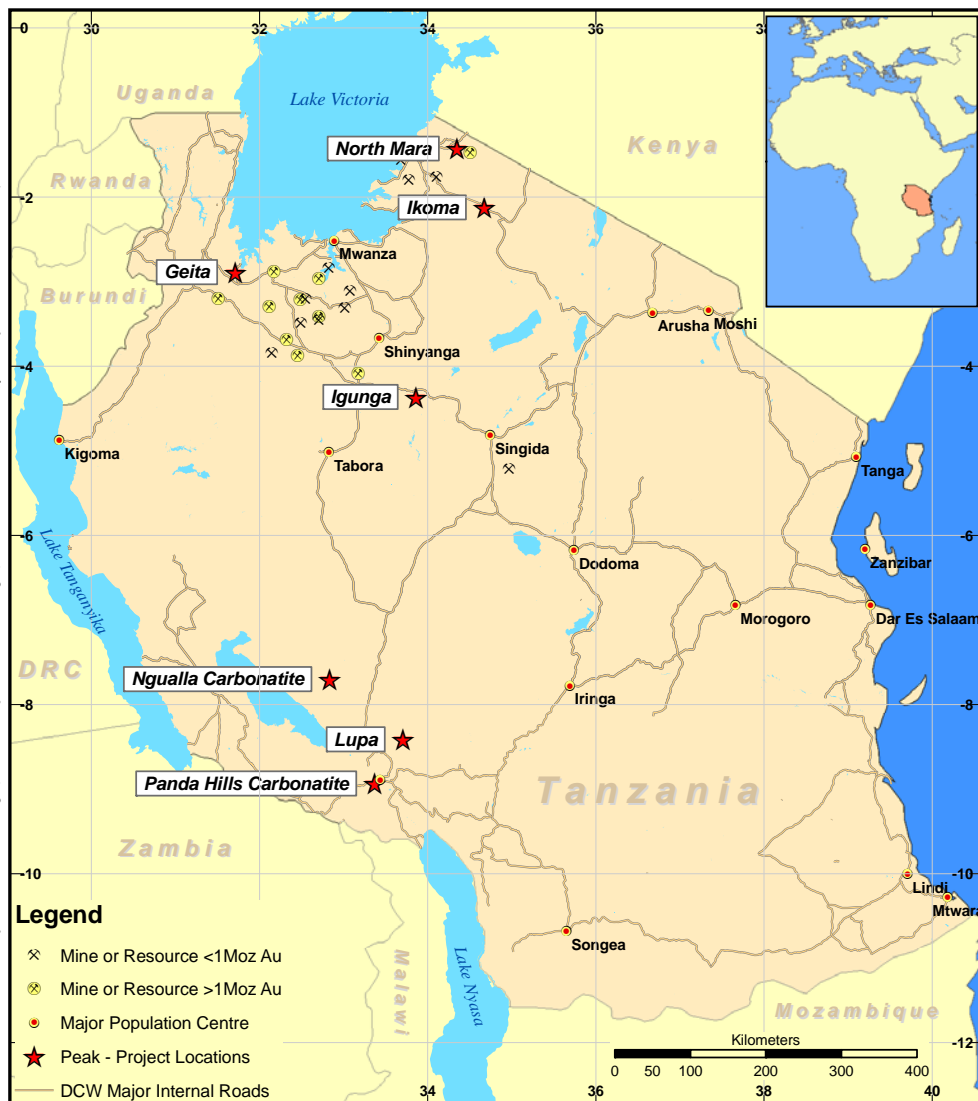 0
30
32
34
36
38
0
Lake Victoria
Uganda
North Mara
Kenya
Rwanda
-2
Ikoma
Mwanza
Geita
Burundi
Arusha
Moshi
Shinyanga
-4
-4
Igunga
Kigoma
Singida
Tabora
Tanga
-6
-6
Lake Tanganyika
Dodoma
Zanzibar
Morogoro
Dar Es Salaam
DRC
Ngualla Carbonatite
Iringa
-8
-8
Lupa
Panda Hills Carbonatite
Tanzania
Zambia
-10
-10
Lindi
Mtwara
Legend
Songea
Mine or Resource <1Moz Au
Mine or Resource >1Moz Au
Major Population Centre
Peak - Project Locations
DCW Major Internal Roads
Malawi
Lake Nyasa
Mozambique
Kilometers
0 50 100 200 300 400
-12
34
36
38
40